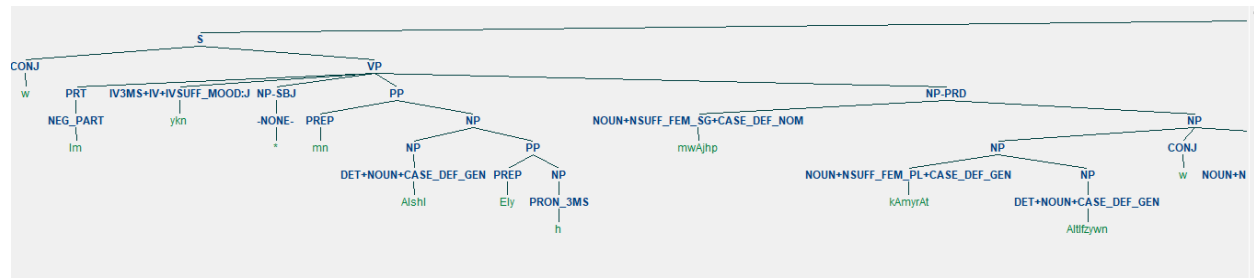 S
CONJ VP
w PRT IV3MS+IV+IVSUFF_MOOD:J NP-SBJ PP NP-PRD
NEG_PART ykn -NONE- PREP NP NOUN+NSUFF_FEM_SG+CASE_DEF_NOM NP
lm * mn NP PP mwAjhp NP CONJ
DET+NOUN+CASE_DEF_GEN PREP NP NOUN+NSUFF_FEM_PL+CASE_DEF_GEN NP w NOUN+N
Alshl Ely PRON_3MS kAmyrAt DET+NOUN+CASE_DEF_GEN
h Altlfzywn